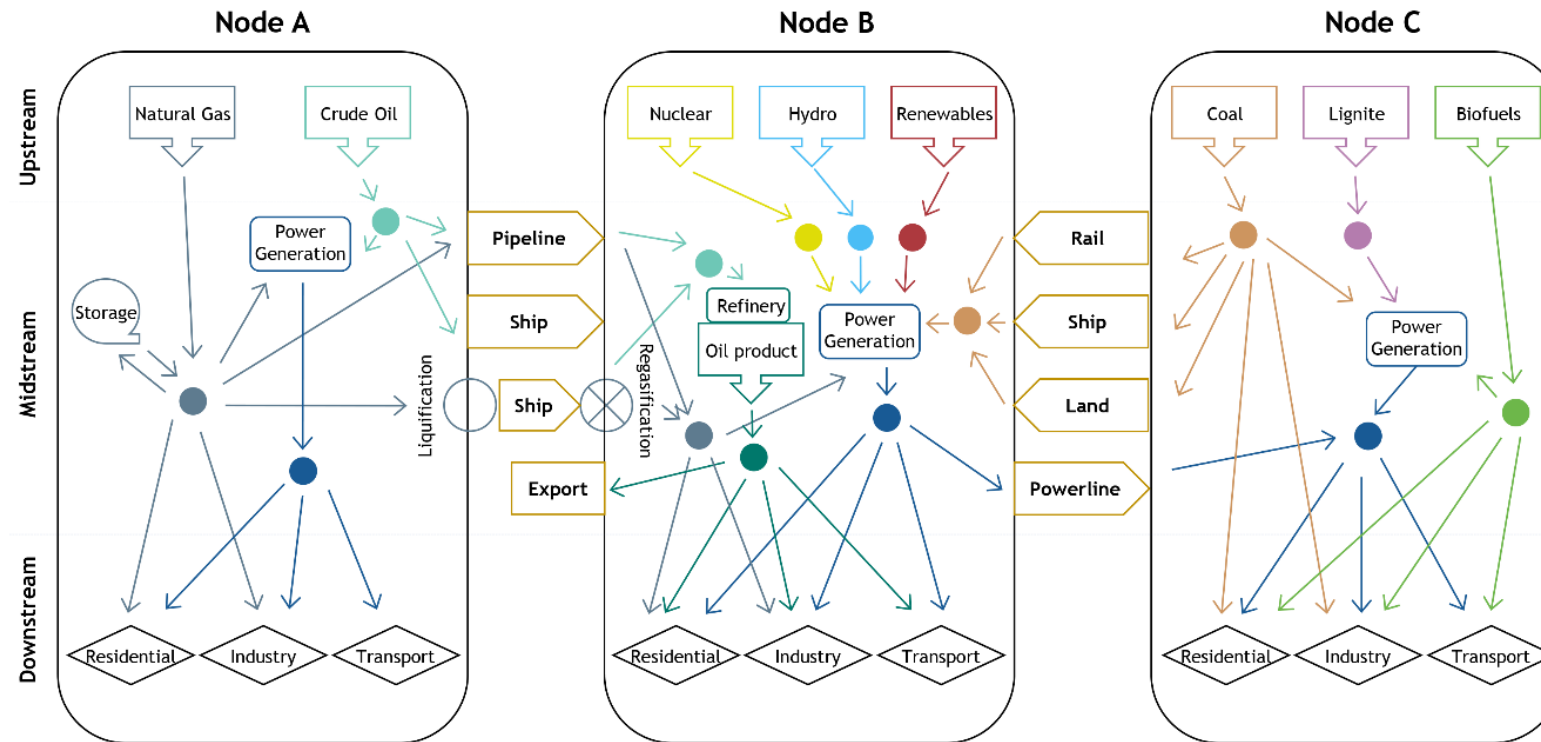 Node A
Node B
Node C
Upstream
Midstream
Downstream
Natural Gas
Crude Oil
Power
Generation
Storage
Liquification
Residential
Industry
Transport
Pipeline
Ship
Ship
Export
Nuclear
Hydro
Renewables
Refinery
Oil product
Power
Generation
Regasification
Residential
Industry
Transport
Rail
Ship
Land
Powerline
Coal
Lignite
Biofuels
Power
Generation
Residential
Industry
Transport